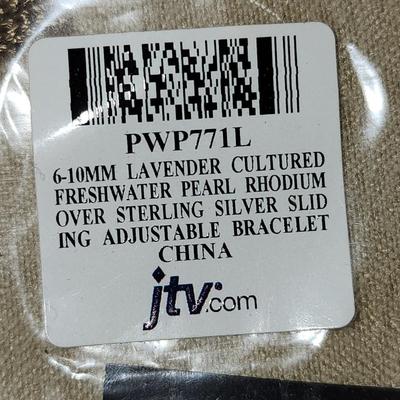 PWP771L
6-10MM LAVENDER CULTURED
FRESHWATER PEARL RHODIUM
OVER STERLING SILVER SLID
ING ADJUSTABLE BRACELET
CHINA
jtv.com